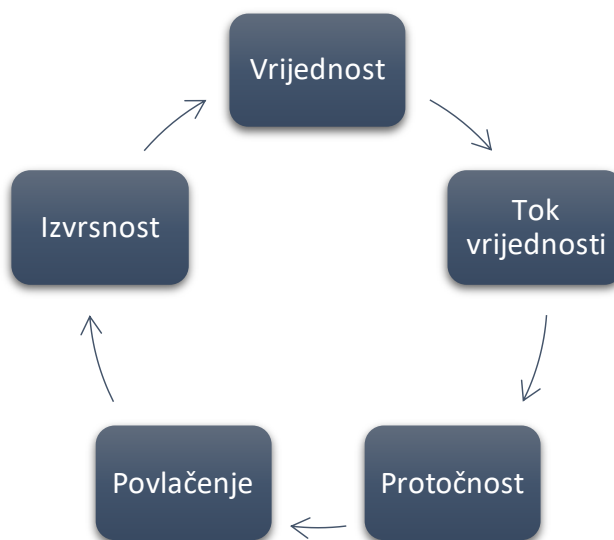 Vrijednost
Tok
vrijednosti
Protočnost
Povlačenje
Izvrsnost